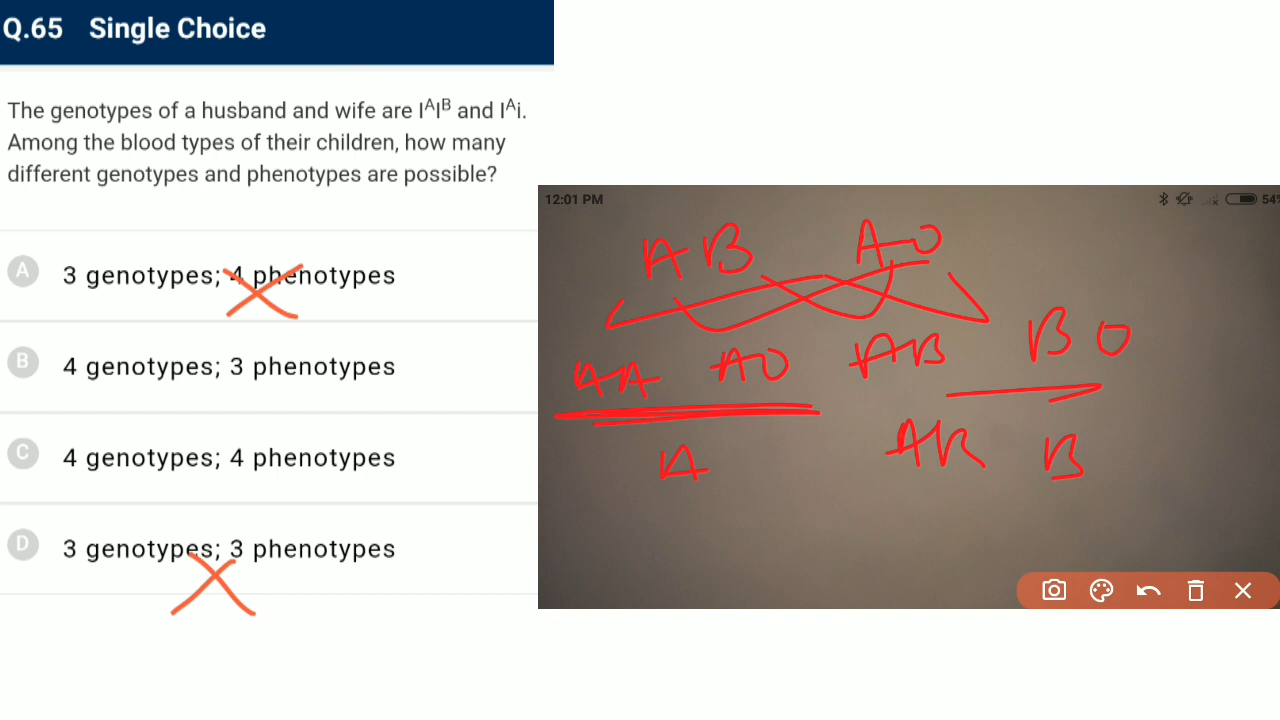 Q.65 Single Choice
The genotypes of a husband and wife are IᴬIᴮ and Iᴬi.
Among the blood types of their children, how many
different genotypes and phenotypes are possible?
A 3 genotypes; 4 phenotypes
B 4 genotypes; 3 phenotypes
C 4 genotypes; 4 phenotypes
D 3 genotypes; 3 phenotypes
12:01 PM 54%
AB AO
AA AO AB BO
A AB B